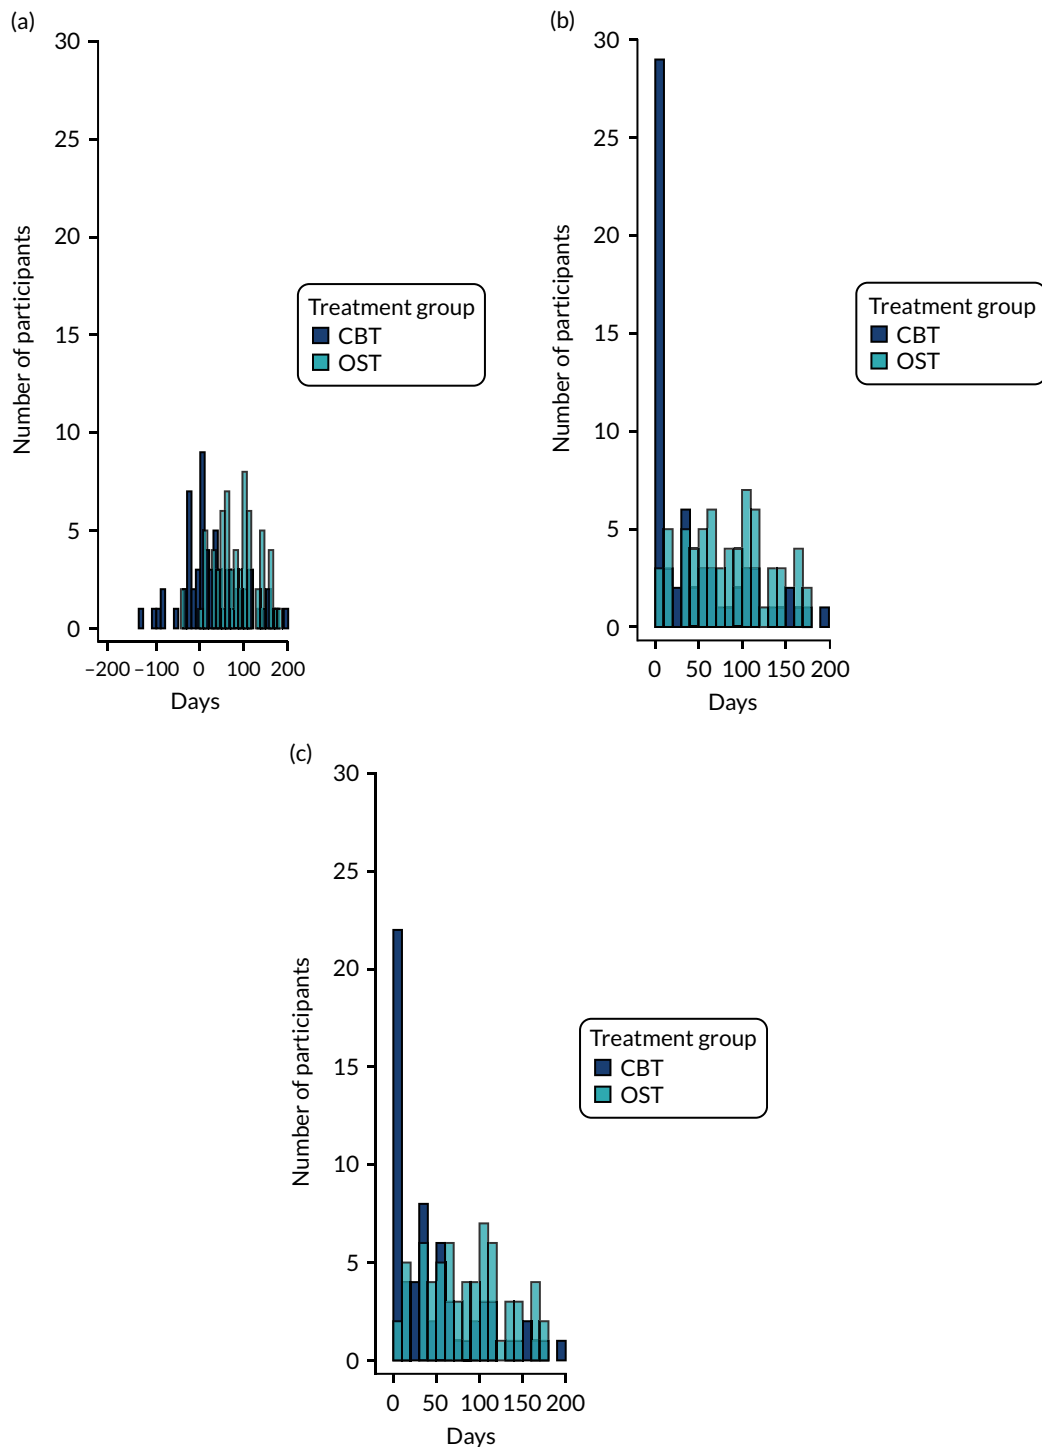 (a)
30
25
20
15
10
5
0
Number of participants
–200 –100 0 100 200
Days
Treatment group
CBT
OST
(b)
30
25
20
15
10
5
0
Number of participants
0 50 100 150 200
Days
Treatment group
CBT
OST
(c)
30
25
20
15
10
5
0
Number of participants
0 50 100 150 200
Days
Treatment group
CBT
OST